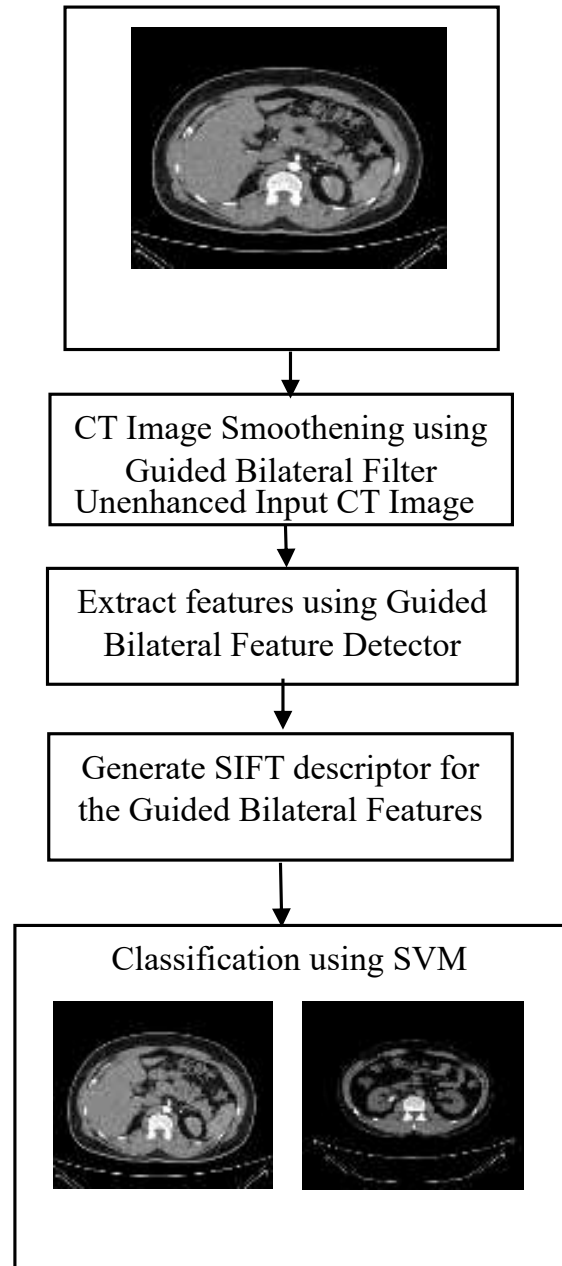 CT Image Smoothening using
Guided Bilateral Filter
Unenhanced Input CT Image
Extract features using Guided
Bilateral Feature Detector
Generate SIFT descriptor for
the Guided Bilateral Features
Classification using SVM